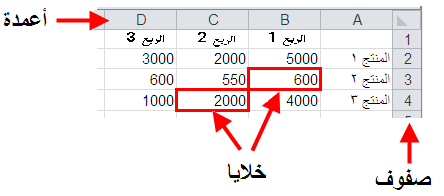 أعمدة
A B C D
1 الربع 1 الربع 2 الربع 3
2 المنتج ١ 5000 2000 3000
3 المنتج ٢ 600 550 600
4 المنتج ٣ 4000 2000 1000
خلايا
صفوف